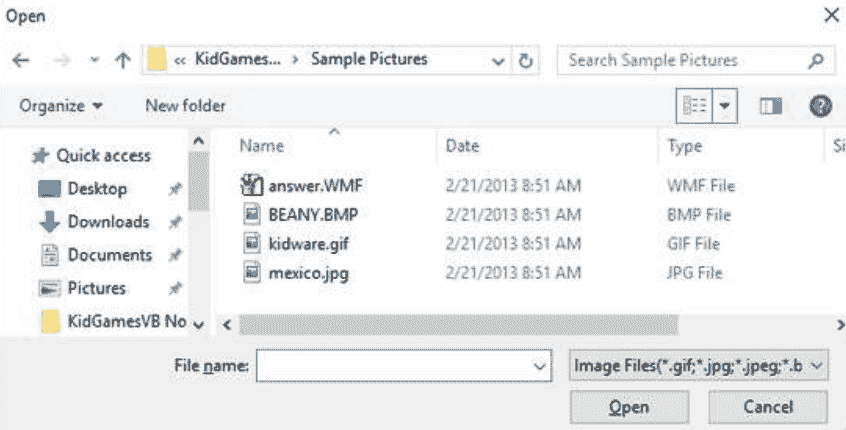 Open
« KidGames... > Sample Pictures
Search Sample Pictures
Organize
New folder
Name Date Type Si
Quick access
Desktop
Downloads
Documents
Pictures
KidGamesVB No
answer.WMF 2/21/2013 8:51 AM WMF File
BEANY.BMP 2/21/2013 8:51 AM BMP File
kidware.gif 2/21/2013 8:51 AM GIF File
mexico.jpg 2/21/2013 8:51 AM JPG File
File name:
Image Files(*.gif;*.jpg;*.jpeg;*.b
Open
Cancel